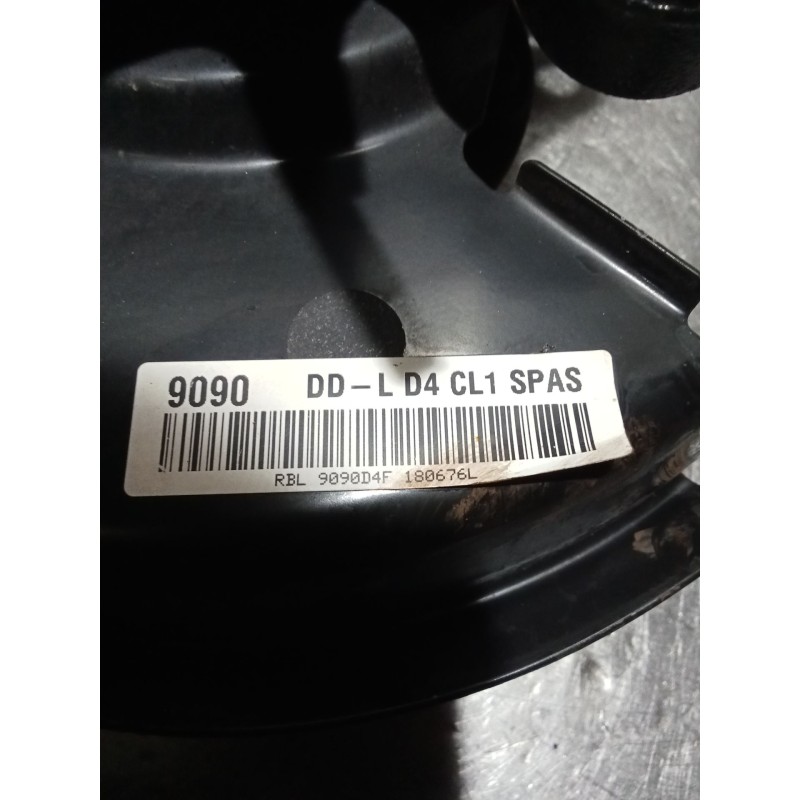 9090 DD-L D4 CL1 SPAS
RBL 9090D4F 180676L